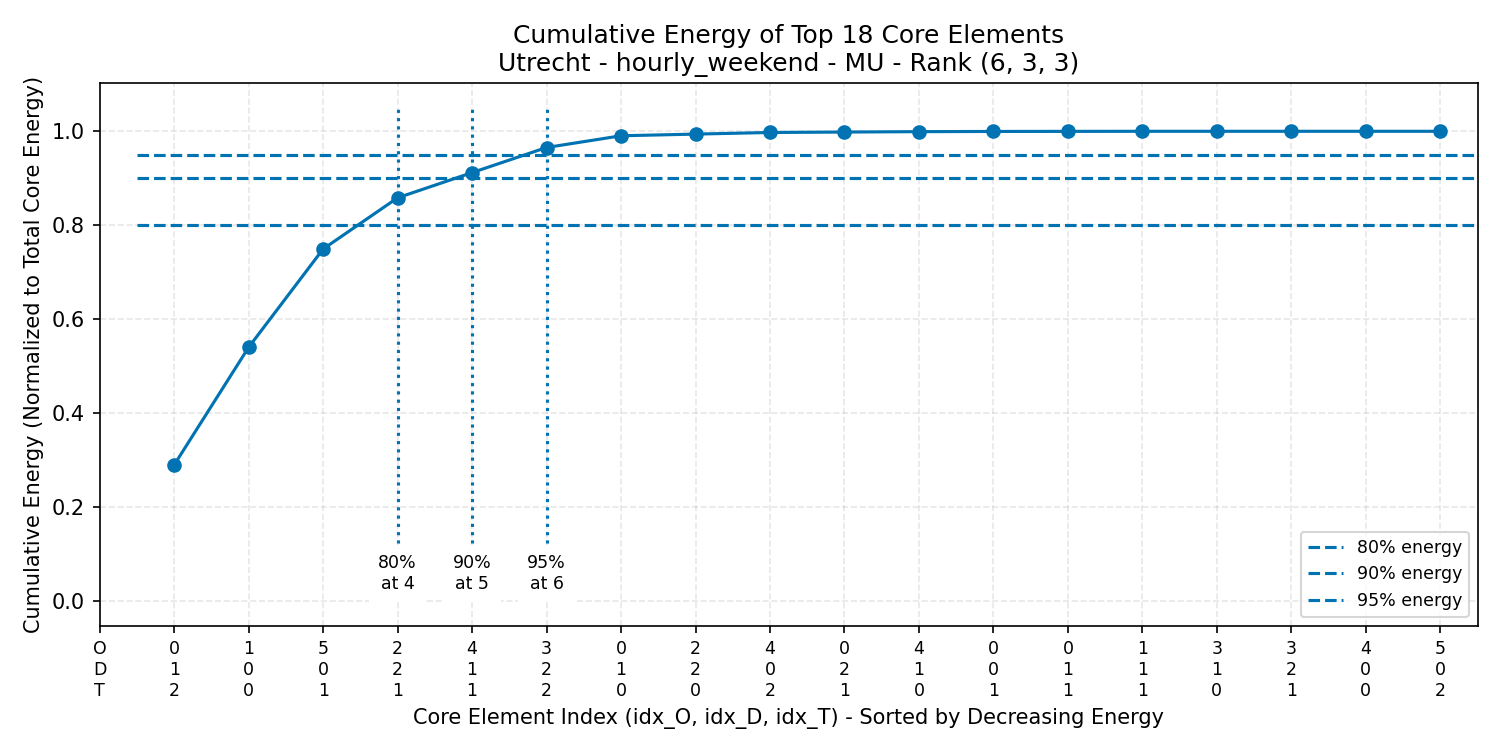 Cumulative Energy of Top 18 Core Elements
Utrecht - hourly_weekend - MU - Rank (6, 3, 3)
Cumulative Energy (Normalized to Total Core Energy)
1.0
0.8
0.6
0.4
0.2
0.0
80% at 4
90% at 5
95% at 6
80% energy
90% energy
95% energy
O 0 1 5 2 4 3 0 2 4 0 4 0 0 1 3 3 4 5
D 1 0 0 2 1 2 1 2 0 2 1 0 1 1 1 2 0 0
T 2 0 1 1 1 2 0 0 2 1 0 1 1 1 0 1 0 2
Core Element Index (idx_O, idx_D, idx_T) - Sorted by Decreasing Energy